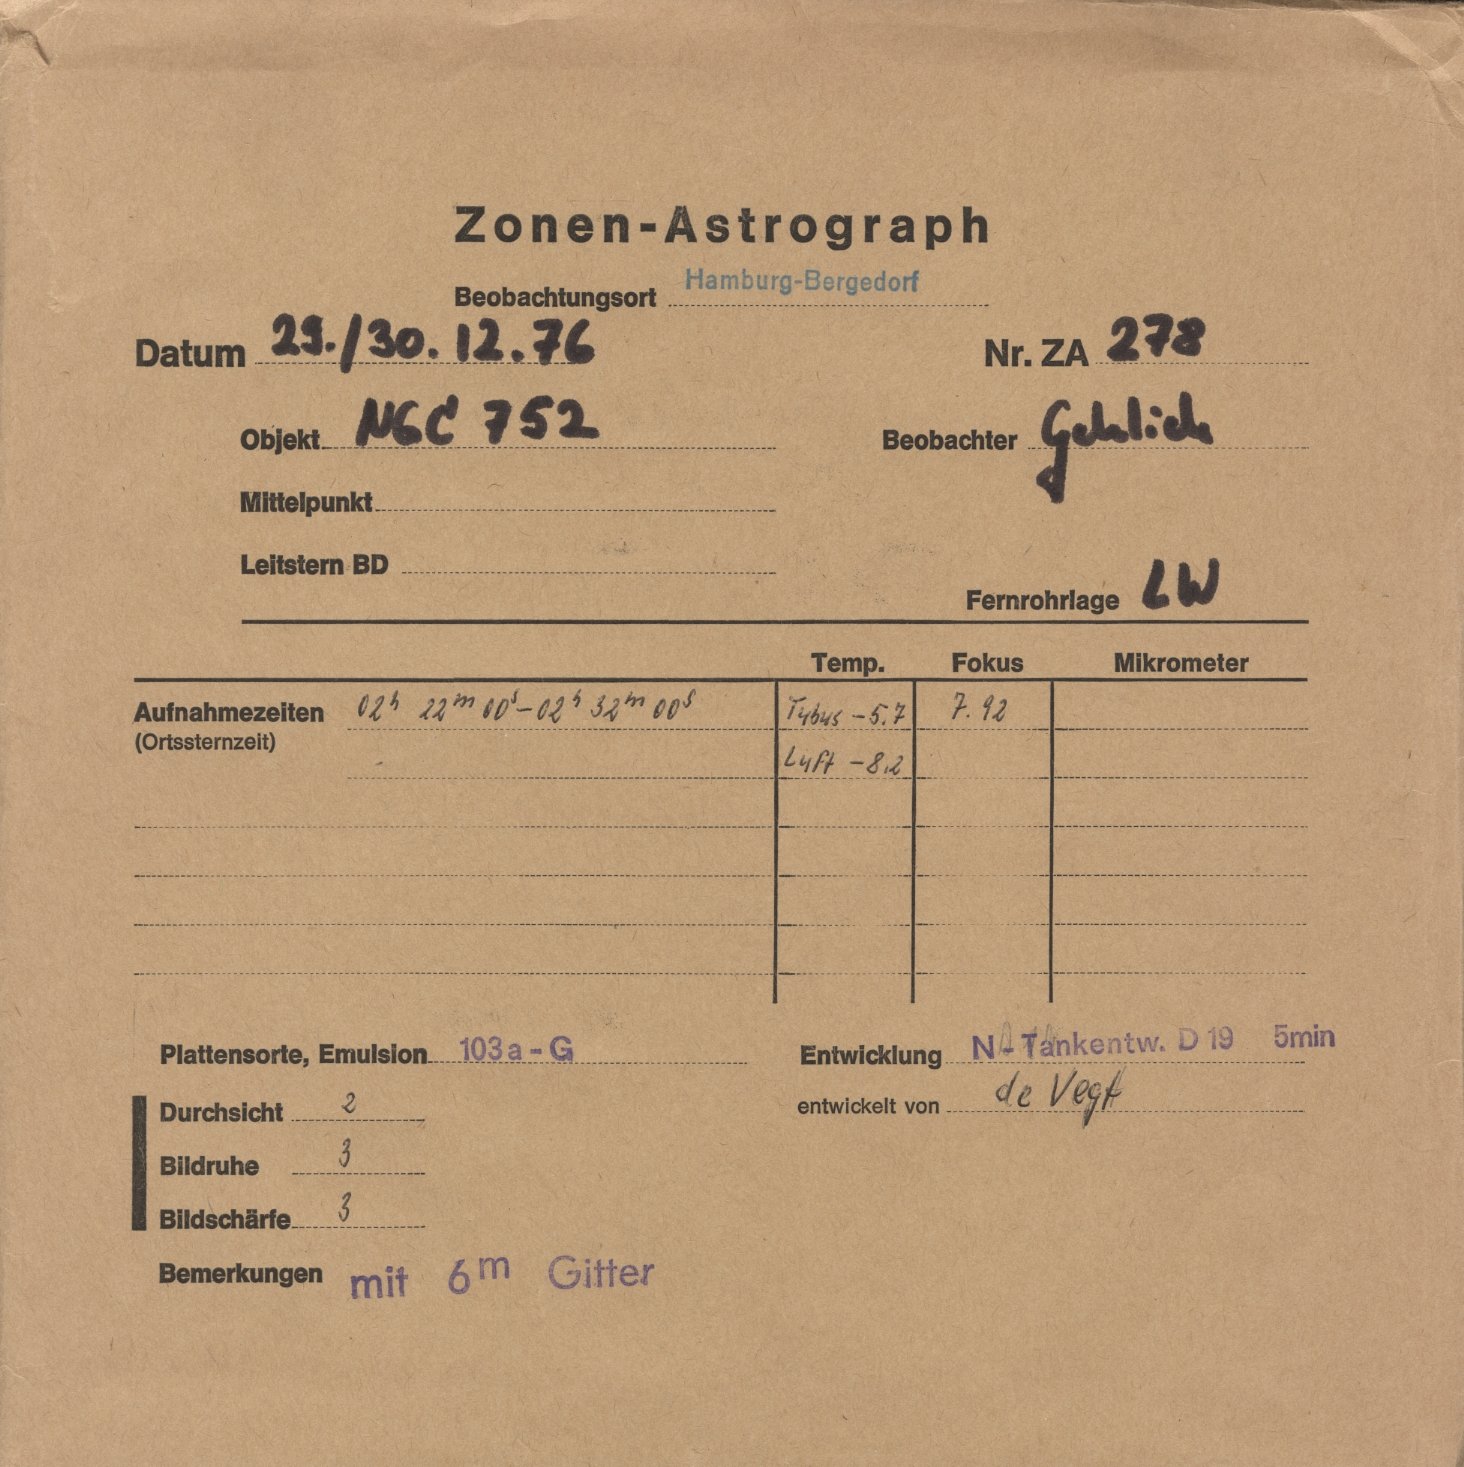 Zonen-Astrograph
Beobachtungsort Hamburg-Bergedorf
Datum 29./30.12.76 Nr. ZA 278
Objekt NGC 752 Beobachter Gehlich
Mittelpunkt
Leitstern BD
Fernrohrlage LW
Temp. Fokus Mikrometer
Aufnahmezeiten 02h 22m 00s - 02h 32m 00s Tubus -5.7 7.92
(Ortssternzeit)
Luft -8.2
Plattensorte, Emulsion 103a-G Entwicklung N-Tankentw. D19 5min
Durchsicht 2 entwickelt von de Vegt
Bildruhe 3
Bildschärfe 3
Bemerkungen mit 6m Gitter